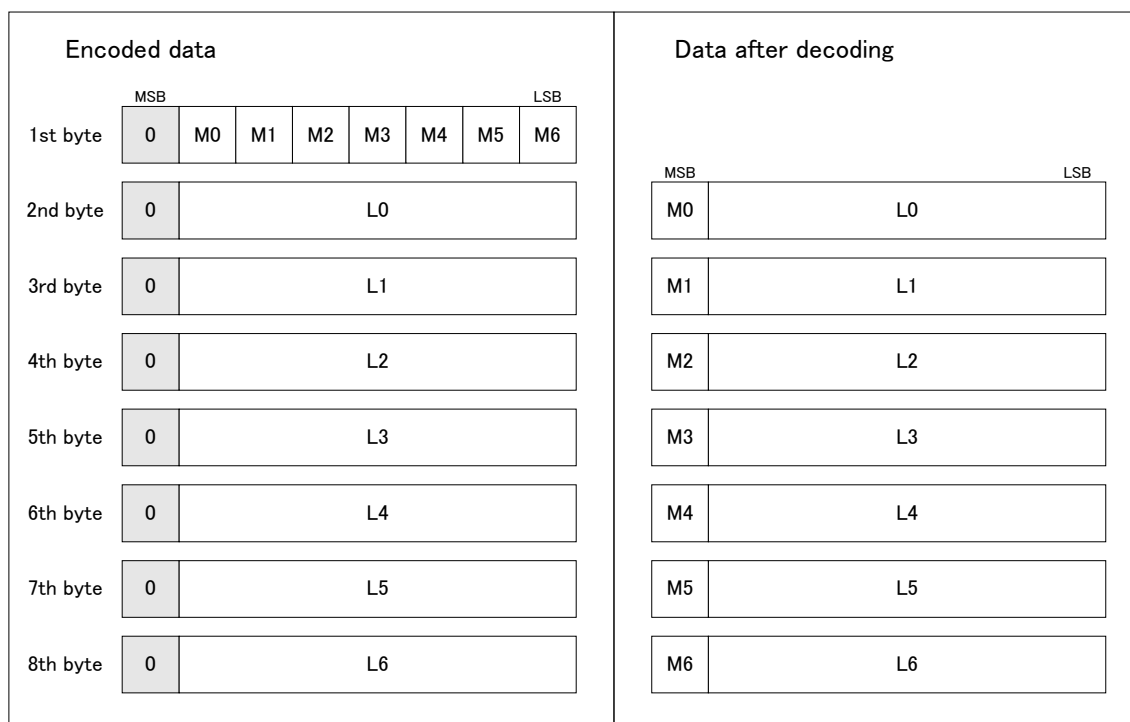 Encoded data
Data after decoding
MSB LSB
1st byte 0 M0 M1 M2 M3 M4 M5 M6
MSB LSB
2nd byte 0 L0 M0 L0
3rd byte 0 L1 M1 L1
4th byte 0 L2 M2 L2
5th byte 0 L3 M3 L3
6th byte 0 L4 M4 L4
7th byte 0 L5 M5 L5
8th byte 0 L6 M6 L6